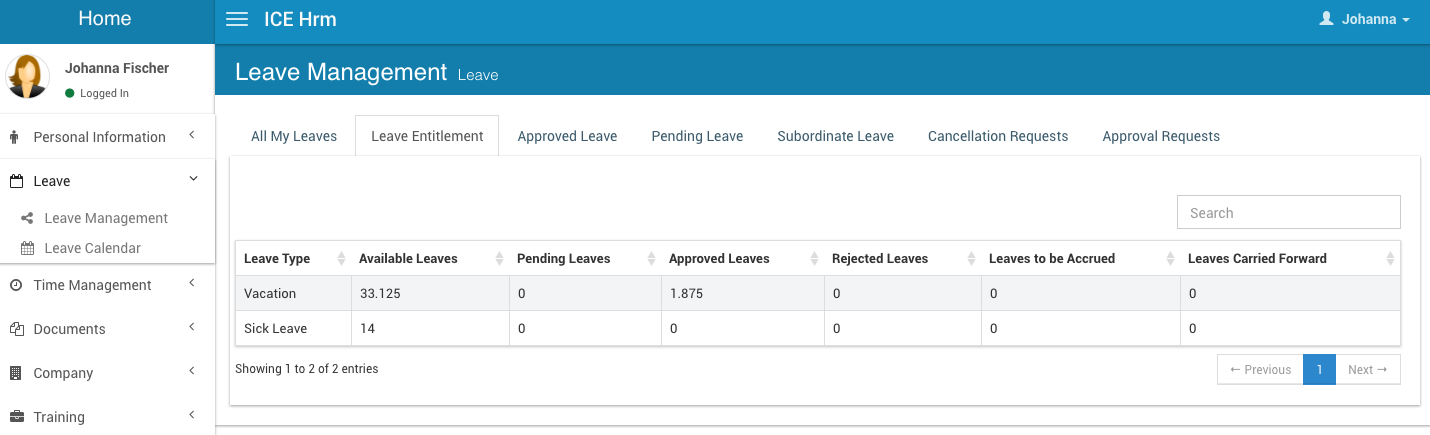 Home
ICE Hrm
Johanna
Johanna Fischer
Logged In
Leave Management Leave
Personal Information
Leave
Leave Management
Leave Calendar
Time Management
Documents
Company
Training
All My Leaves Leave Entitlement Approved Leave Pending Leave Subordinate Leave Cancellation Requests Approval Requests
Search
Leave Type Available Leaves Pending Leaves Approved Leaves Rejected Leaves Leaves to be Accrued Leaves Carried Forward
Vacation 33.125 0 1.875 0 0 0
Sick Leave 14 0 0 0 0 0
Showing 1 to 2 of 2 entries
← Previous 1 Next →